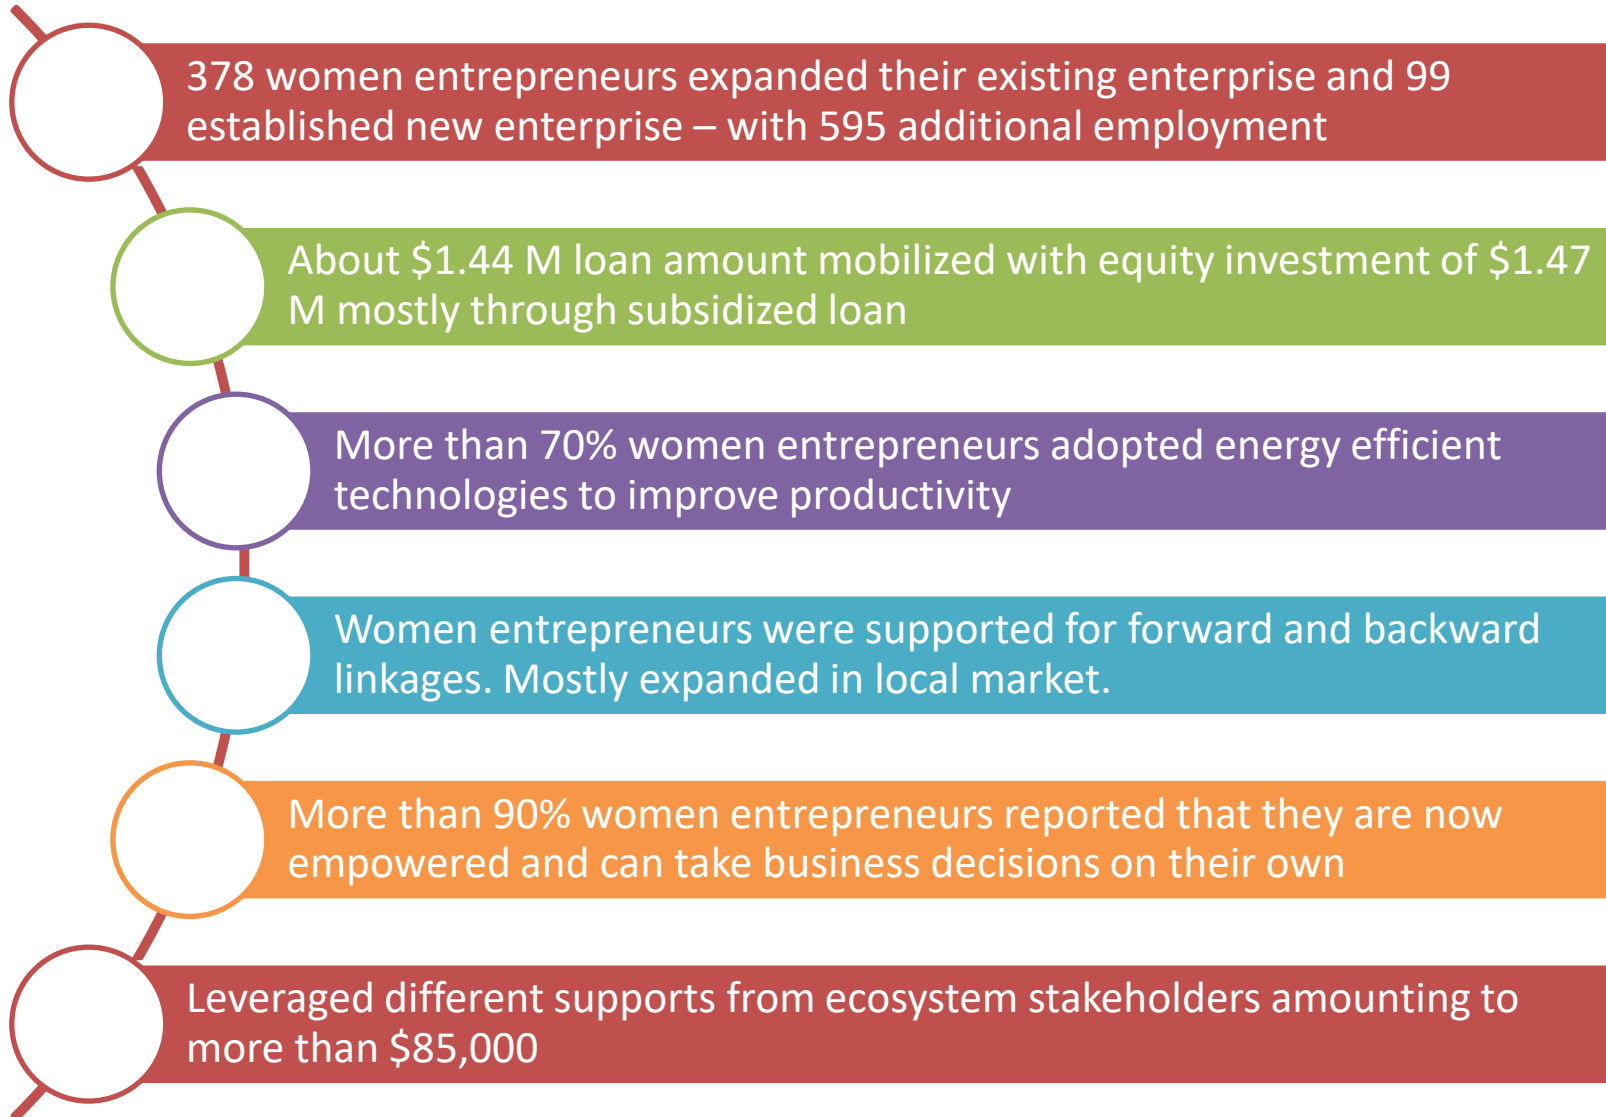 378 women entrepreneurs expanded their existing enterprise and 99
established new enterprise – with 595 additional employment
About $1.44 M loan amount mobilized with equity investment of $1.47
M mostly through subsidized loan
More than 70% women entrepreneurs adopted energy efficient
technologies to improve productivity
Women entrepreneurs were supported for forward and backward
linkages. Mostly expanded in local market.
More than 90% women entrepreneurs reported that they are now
empowered and can take business decisions on their own
Leveraged different supports from ecosystem stakeholders amounting to
more than $85,000